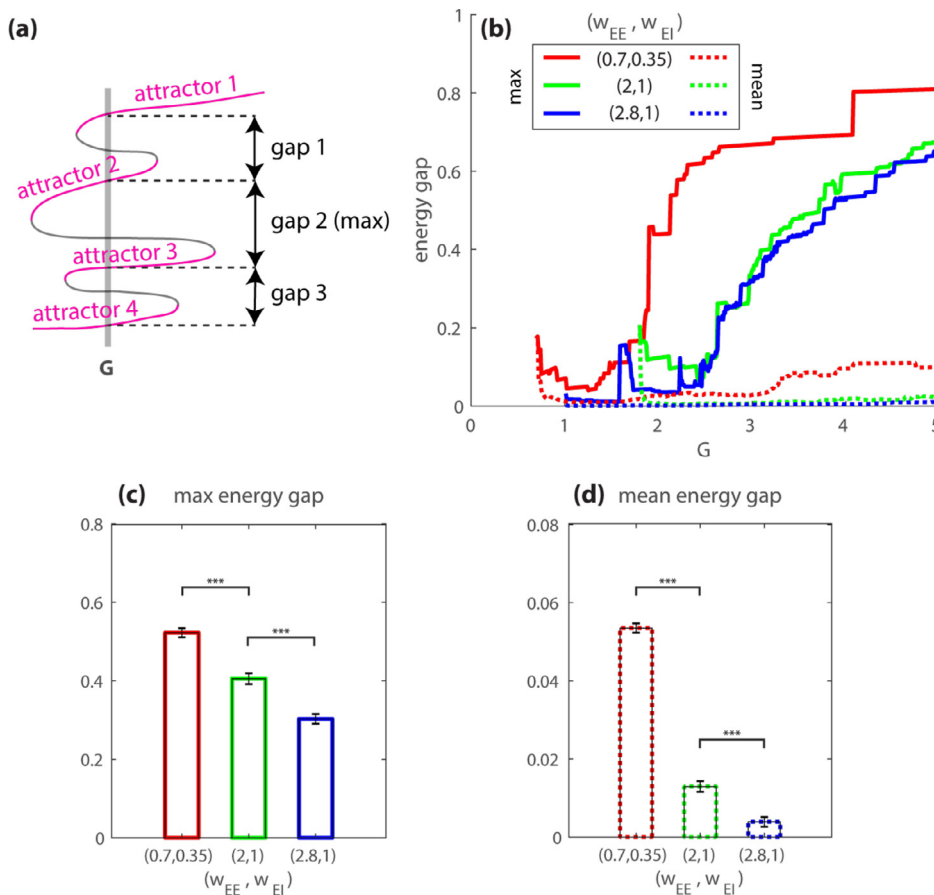 (a)
attractor 1
gap 1
attractor 2
gap 2 (max)
attractor 3
gap 3
attractor 4
G
(b)
(w_EE , w_EI)
max
(0.7,0.35)
(2,1)
(2.8,1)
mean
energy gap
1
0.8
0.6
0.4
0.2
0
0
1
2
3
4
5
G
(c)
max energy gap
0.8
0.6
0.4
0.2
0
***
***
(0.7,0.35)
(2,1)
(2.8,1)
(w_EE , w_EI)
(d)
mean energy gap
0.08
0.06
0.04
0.02
0
***
***
(0.7,0.35)
(2,1)
(2.8,1)
(w_EE , w_EI)